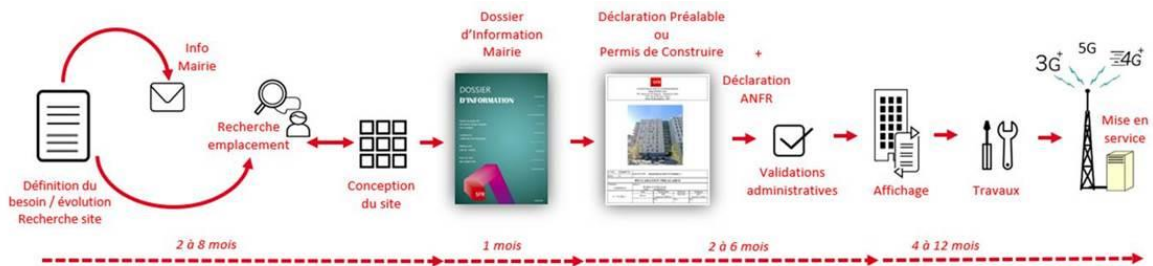 Info
Mairie
Définition du
besoin / évolution
Recherche site
Recherche
emplacement
Conception
du site
Dossier
d'Information
Mairie
DOSSIER
D'INFORMATION
SFR
Déclaration Préalable
ou
Permis de Construire
+
Déclaration
ANFR
Validations
administratives
Affichage
Travaux
3G+
5G
4G+
Mise en
service
2 à 8 mois
1 mois
2 à 6 mois
4 à 12 mois